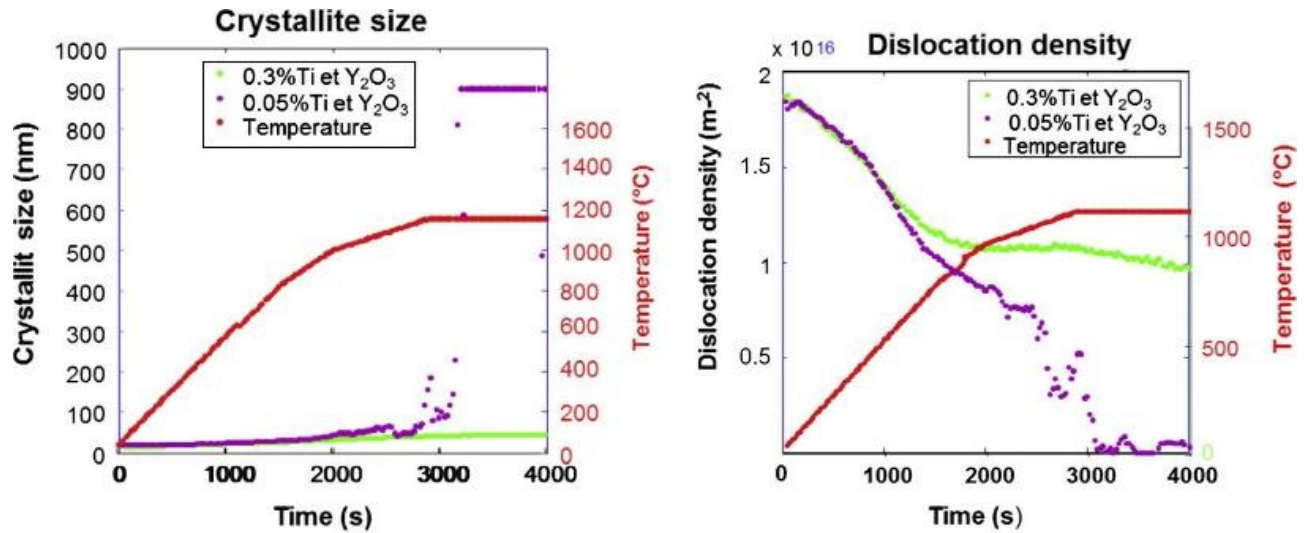 Crystallite size
1000
900
800
700
600
500
400
300
200
100
0
Crystallit size (nm)
0.3%Ti et Y₂O₃
0.05%Ti et Y₂O₃
Temperature
1600
1400
1200
1000
800
600
400
200
0
Temperature (°C)
0 1000 2000 3000 4000
Time (s)
Dislocation density
x 10 16
2
1.5
1
0.5
Dislocation density (m-²)
0.3%Ti et Y₂O₃
0.05%Ti et Y₂O₃
Temperature
1500
1000
500
0
Temperature (°C)
0 1000 2000 3000 4000
Time (s)